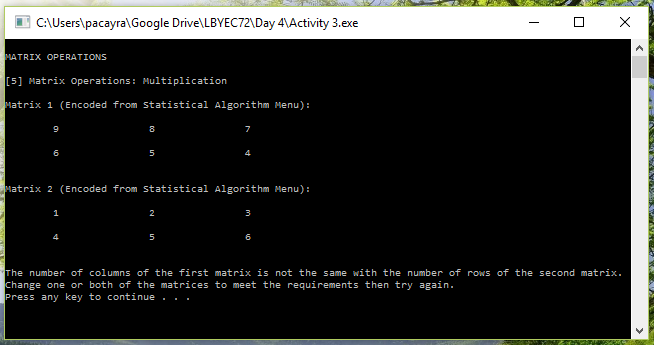 C:\Users\pacayra\Google Drive\LBYEC72\Day 4\Activity 3.exe
MATRIX OPERATIONS
[5] Matrix Operations: Multiplication
Matrix 1 (Encoded from Statistical Algorithm Menu):
9 8 7
6 5 4
Matrix 2 (Encoded from Statistical Algorithm Menu):
1 2 3
4 5 6
The number of columns of the first matrix is not the same with the number of rows of the second matrix.
Change one or both of the matrices to meet the requirements then try again.
Press any key to continue . . .